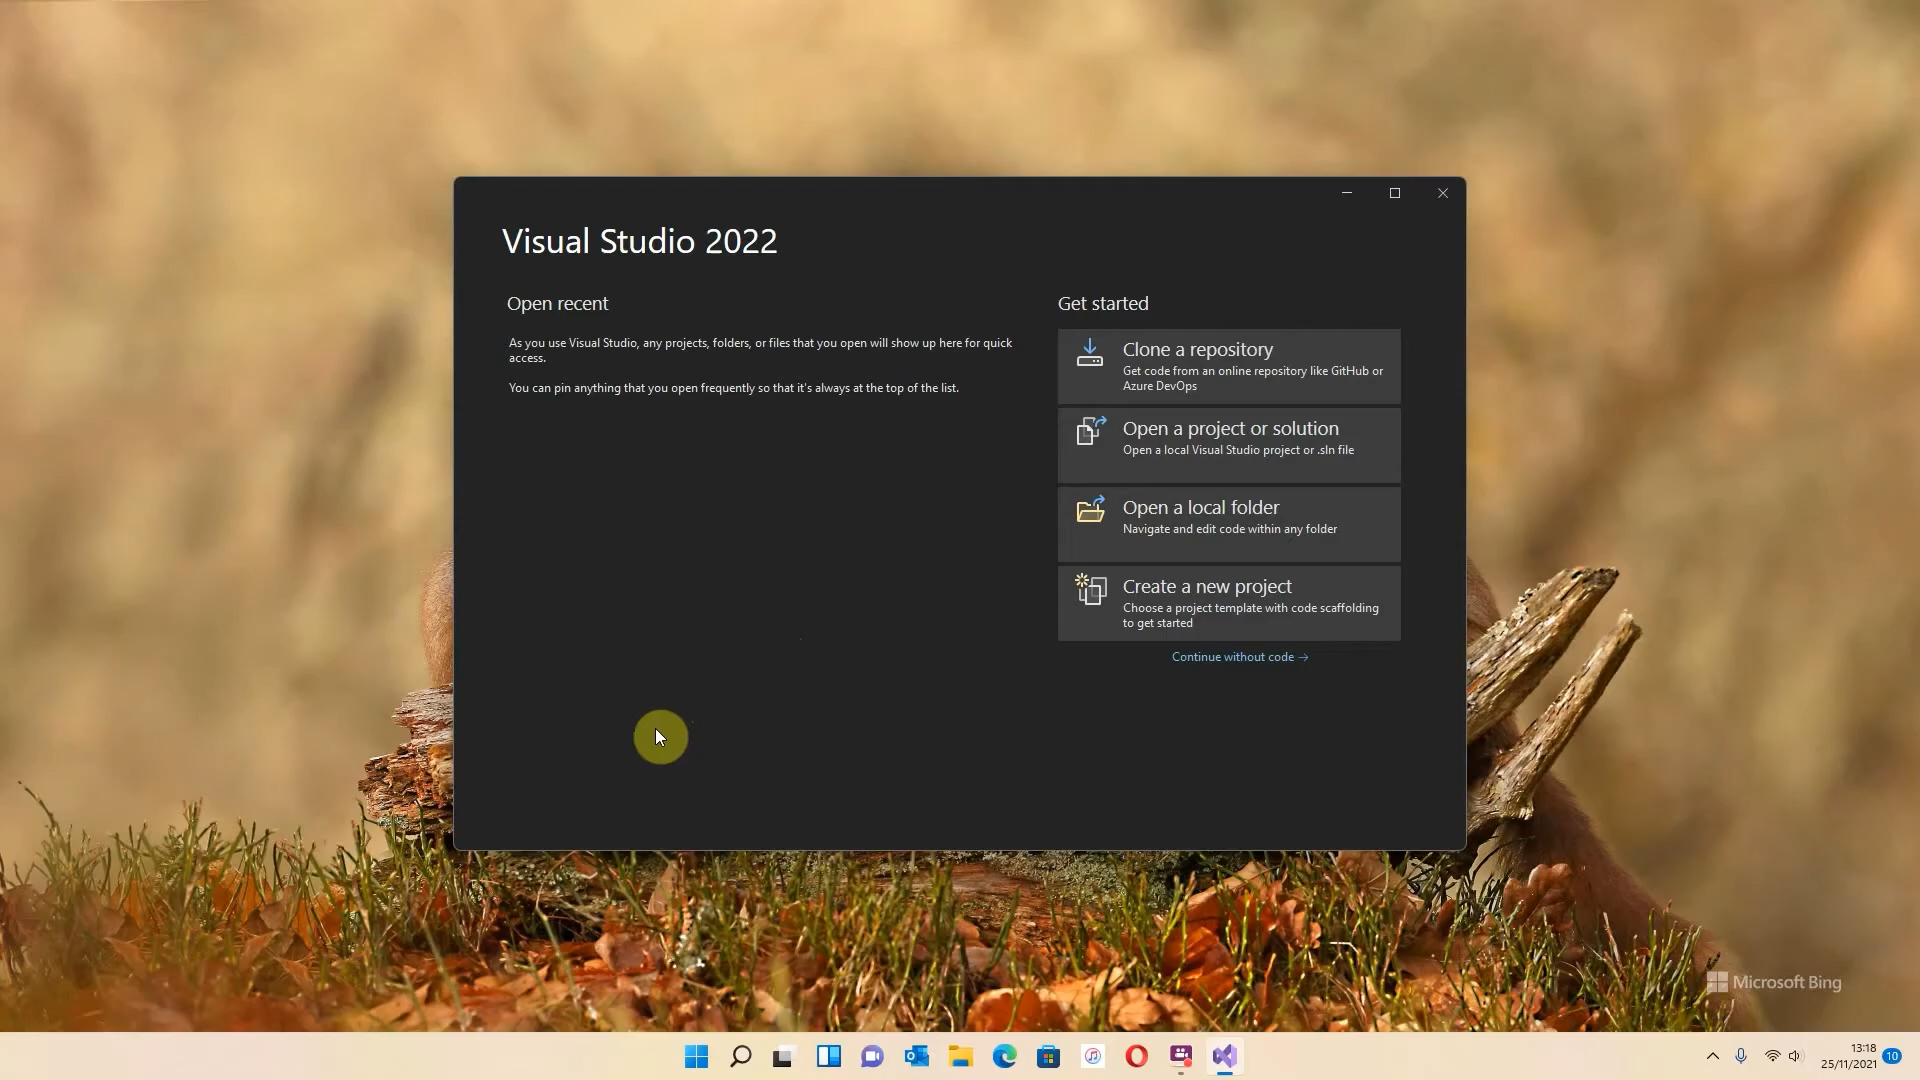 Visual Studio 2022
Open recent
As you use Visual Studio, any projects, folders, or files that you open will show up here for quick
access.
You can pin anything that you open frequently so that it's always at the top of the list.
Get started
Clone a repository
Get code from an online repository like GitHub or
Azure DevOps
Open a project or solution
Open a local Visual Studio project or .sln file
Open a local folder
Navigate and edit code within any folder
Create a new project
Choose a project template with code scaffolding
to get started
Continue without code →
Microsoft Bing
13:18
25/11/2021
10